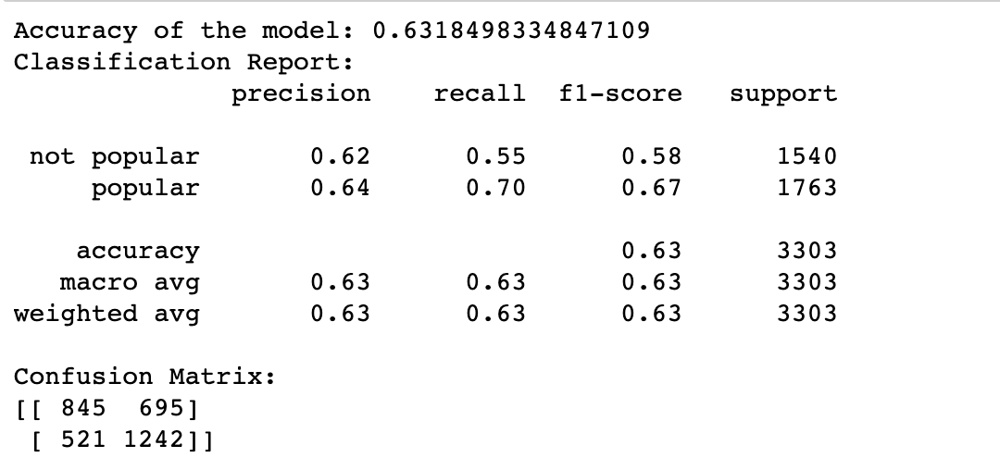 Accuracy of the model: 0.6318498334847109
Classification Report:
precision recall f1-score support
not popular 0.62 0.55 0.58 1540
popular 0.64 0.70 0.67 1763
accuracy 0.63 3303
macro avg 0.63 0.63 0.63 3303
weighted avg 0.63 0.63 0.63 3303
Confusion Matrix:
[[ 845 695]
[ 521 1242]]